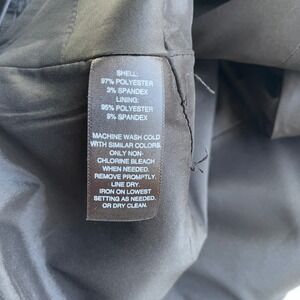 SHELL:
97% POLYESTER
3% SPANDEX
LINING:
95% POLYESTER
5% SPANDEX
MACHINE WASH COLD
WITH SIMILAR COLORS.
ONLY NON-
CHLORINE BLEACH
WHEN NEEDED.
REMOVE PROMPTLY.
LINE DRY.
IRON ON LOWEST
SETTING AS NEEDED.
OR DRY CLEAN.